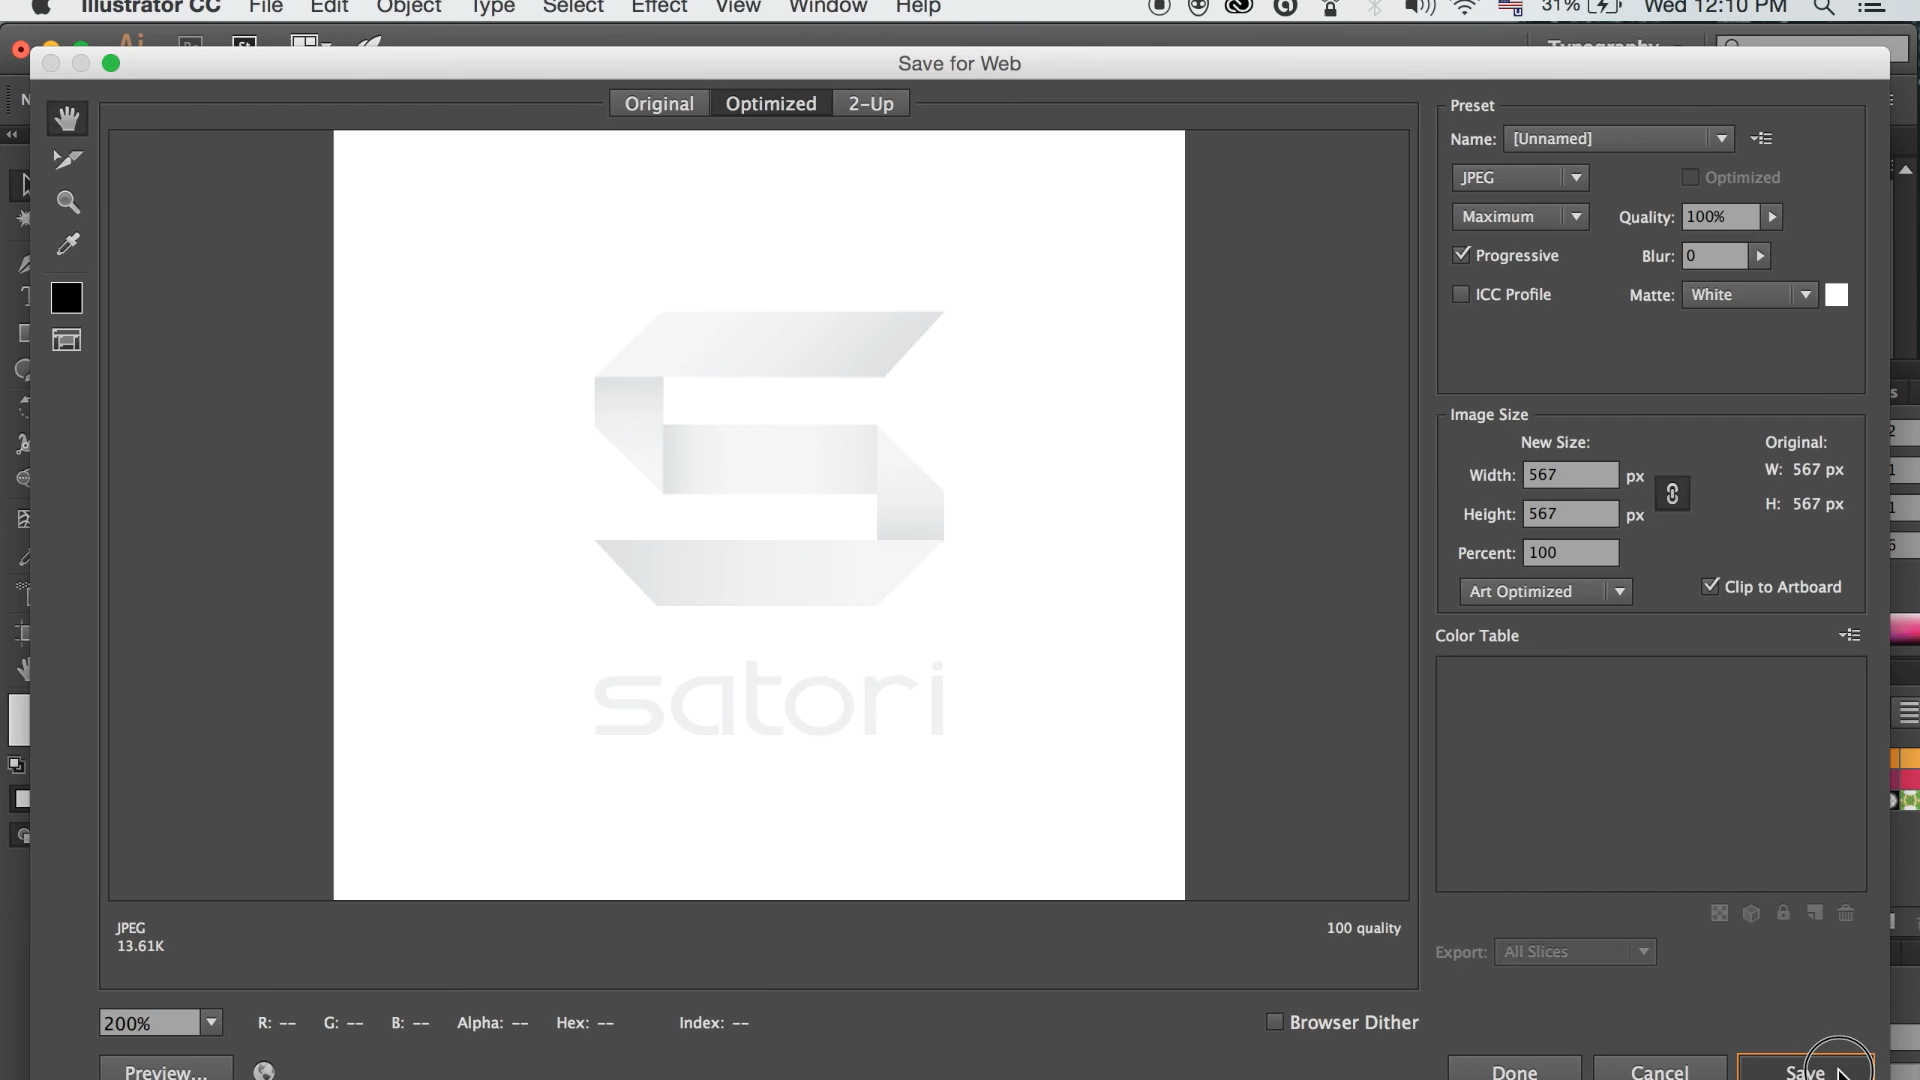 Illustrator CC File Edit Object Type Select Effect View Window Help 31% Wed 12:10 PM
Typography
Save for Web
Original Optimized 2-Up
Preset
Name: [Unnamed]
JPEG Optimized
Maximum Quality: 100%
Progressive Blur: 0
ICC Profile Matte: White
Image Size
New Size: Original:
Width: 567 px W: 567 px
Height: 567 px H: 567 px
Percent: 100
Art Optimized Clip to Artboard
Color Table
satori
JPEG 100 quality
13.61K
Export: All Slices
200% R: -- G: -- B: -- Alpha: -- Hex: -- Index: -- Browser Dither
Preview... Done Cancel Save